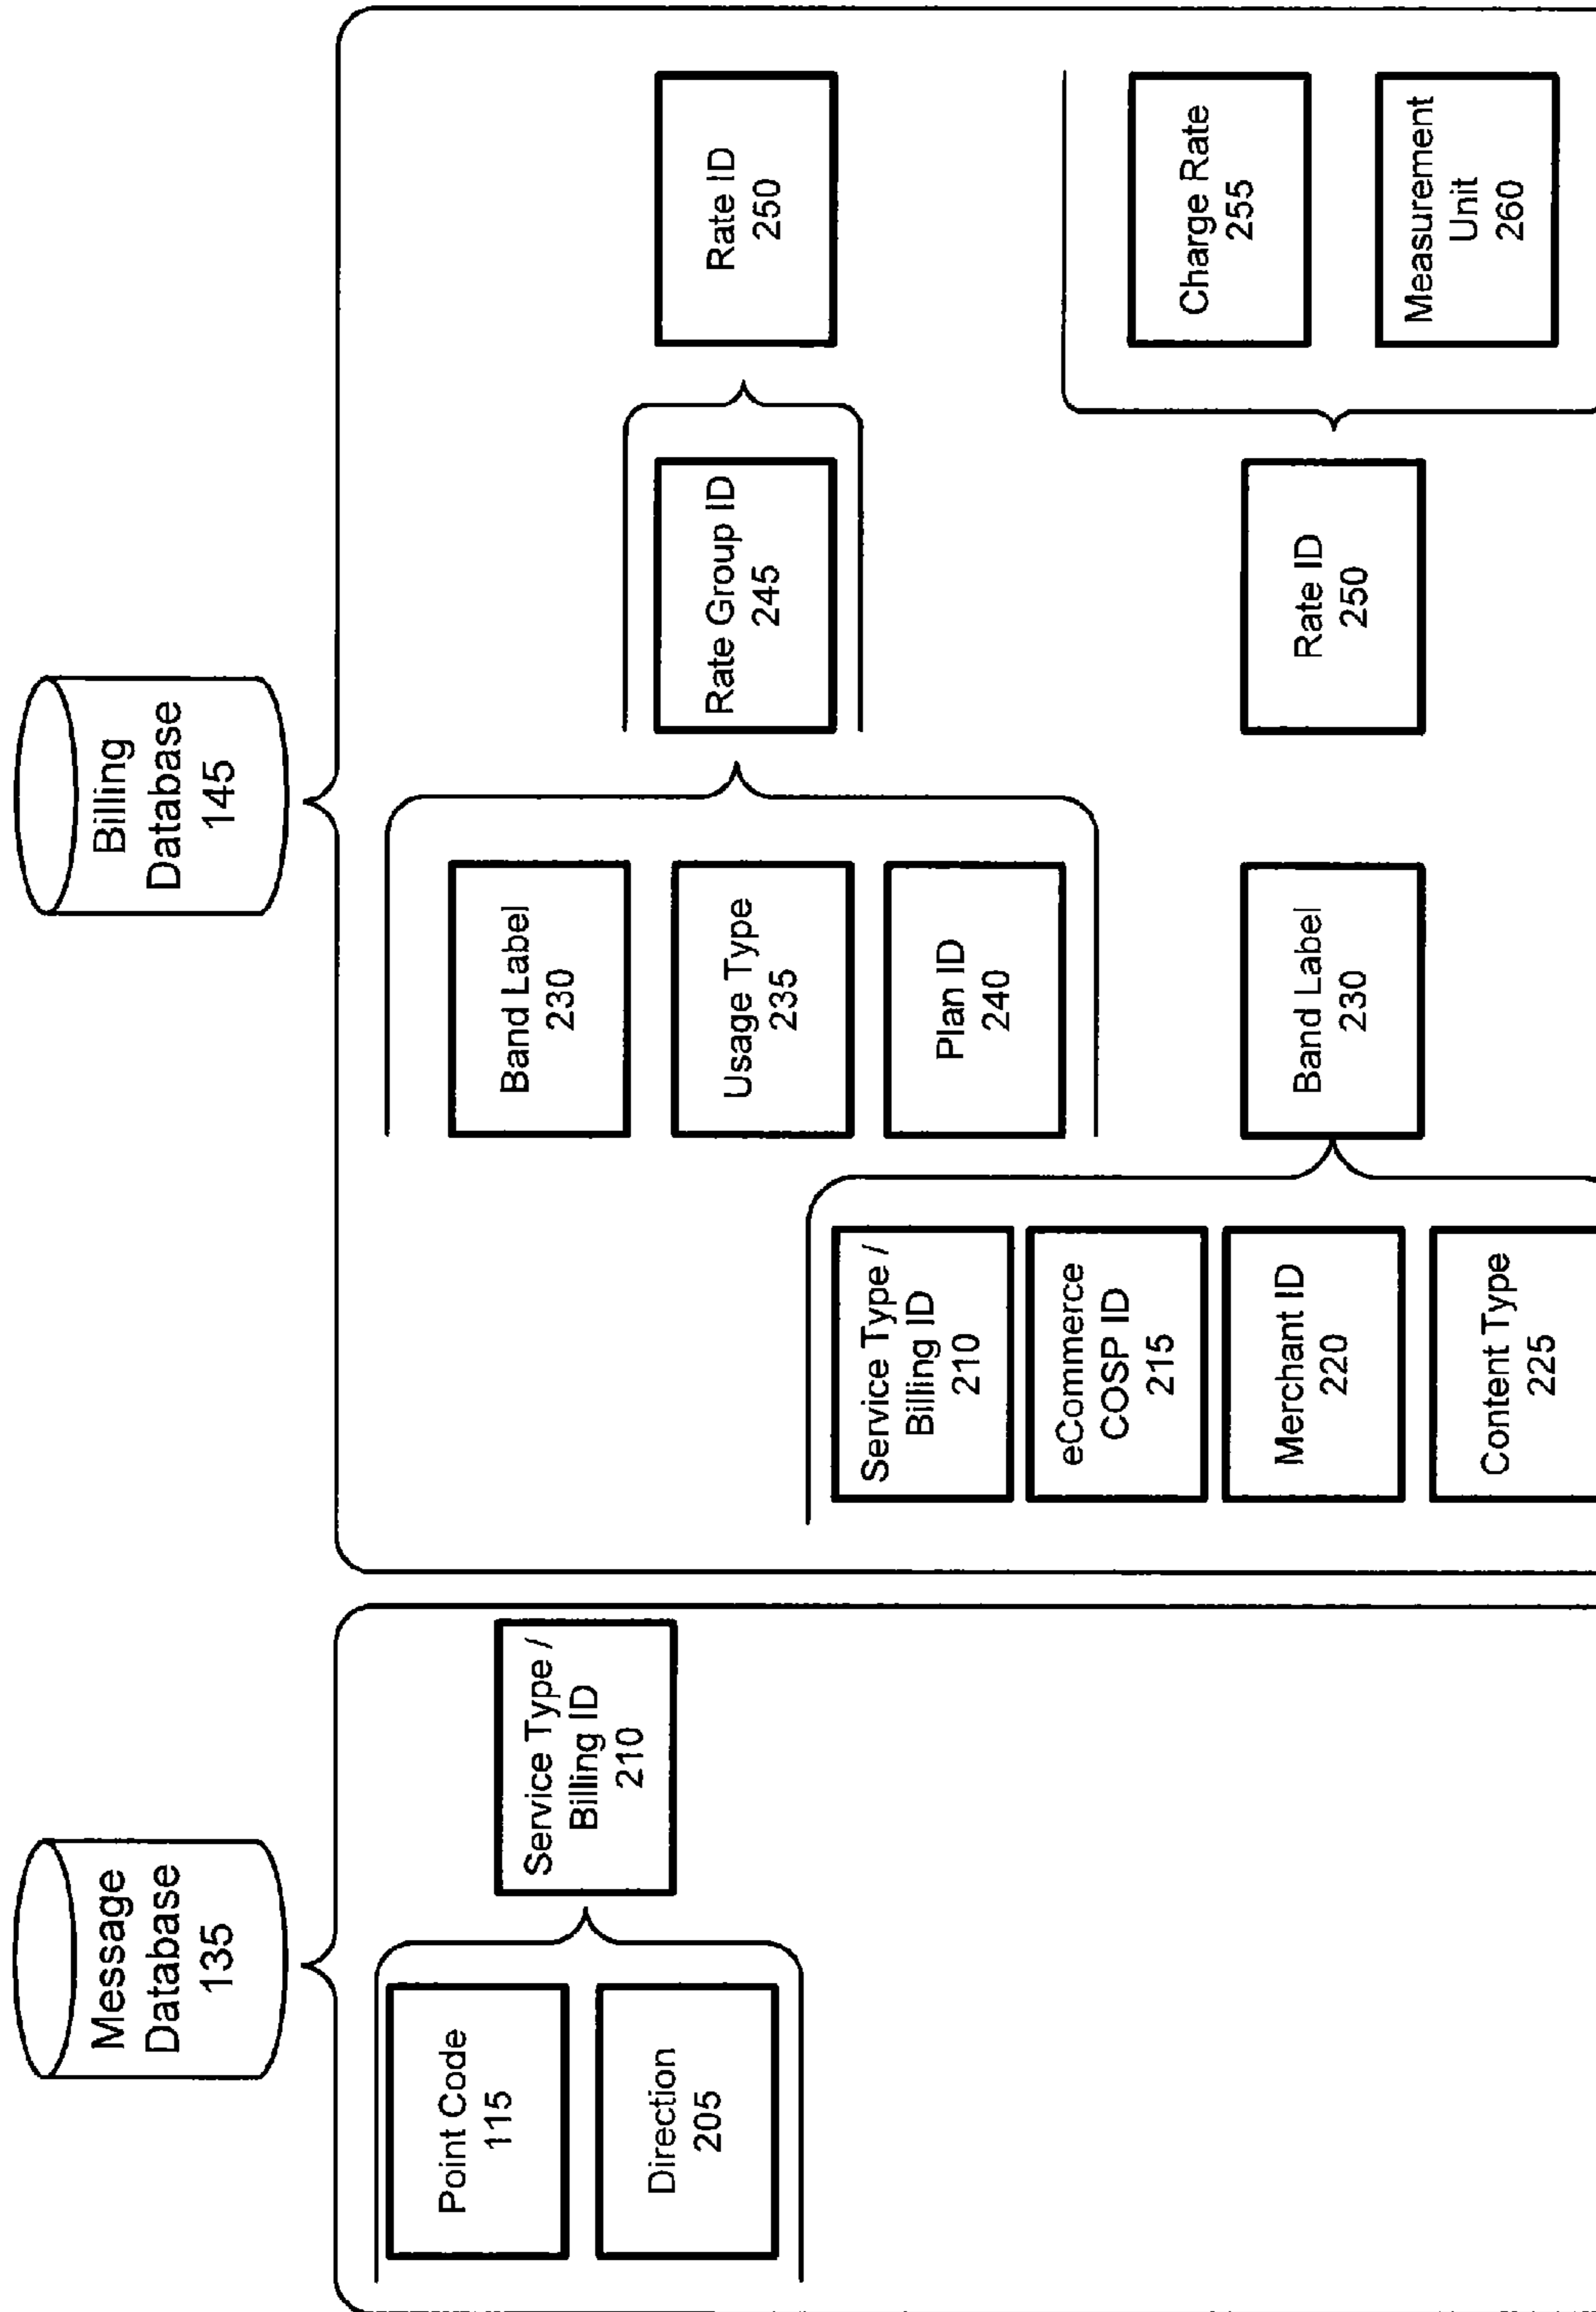 Message
Database
135
Billing
Database
145
Point Code
115
Direction
205
Service Type /
Billing ID
210
Band Label
230
Usage Type
235
Plan ID
240
Rate Group ID
245
Rate ID
250
Service Type /
Billing ID
210
eCommerce
COSP ID
215
Merchant ID
220
Content Type
225
Band Label
230
Rate ID
250
Charge Rate
255
Measurement
Unit
260